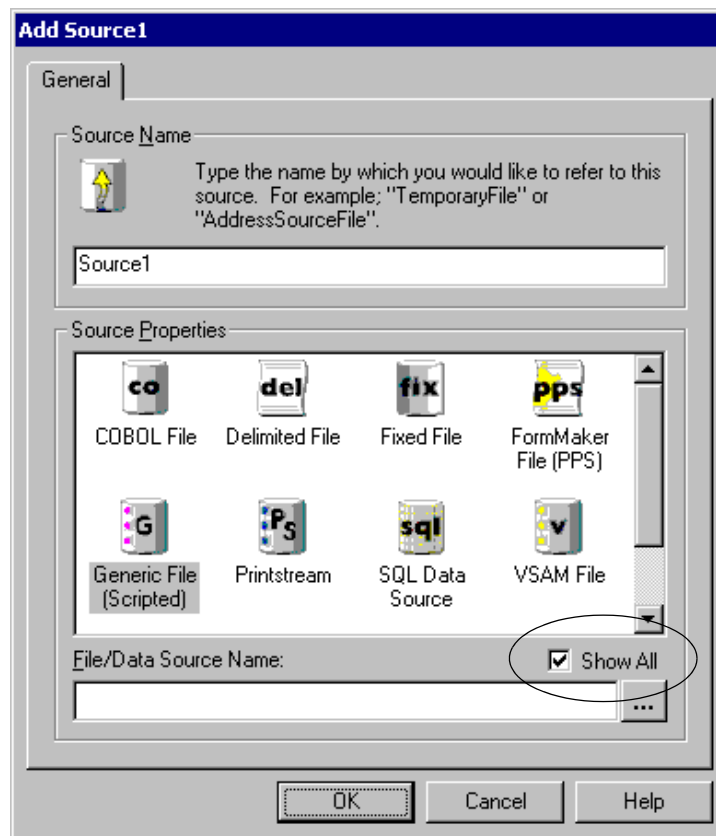 Add Source1
General
Source Name
Type the name by which you would like to refer to this
source. For example; "TemporaryFile" or
"AddressSourceFile".
Source1
Source Properties
co
del
fix
pps
COBOL File
Delimited File
Fixed File
FormMaker
File (PPS)
G
Ps
sql
v
Generic File
(Scripted)
Printstream
SQL Data
Source
VSAM File
File/Data Source Name:
Show All
...
OK
Cancel
Help